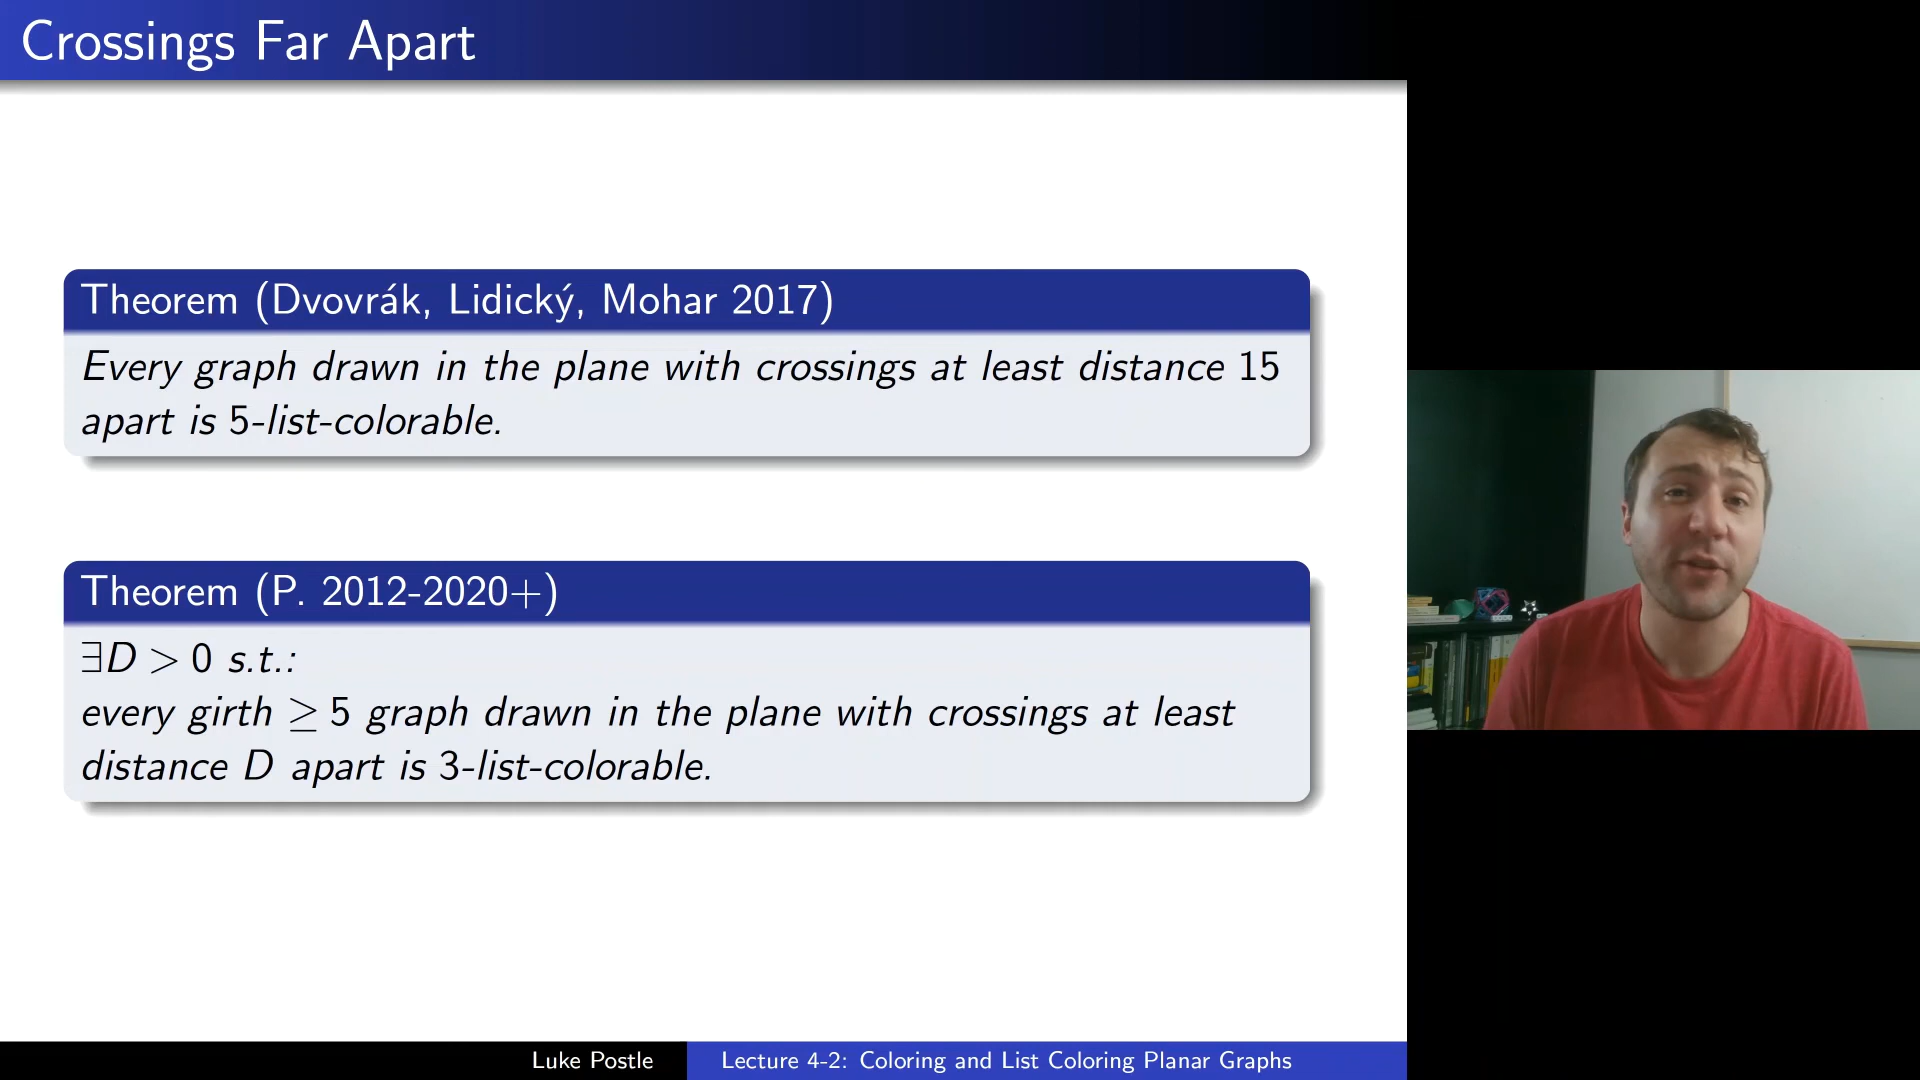 Crossings Far Apart
Theorem (Dvovrák, Lidický, Mohar 2017)
Every graph drawn in the plane with crossings at least distance 15
apart is 5-list-colorable.
Theorem (P. 2012-2020+)
∃D > 0 s.t.:
every girth ≥ 5 graph drawn in the plane with crossings at least
distance D apart is 3-list-colorable.
Luke Postle
Lecture 4-2: Coloring and List Coloring Planar Graphs